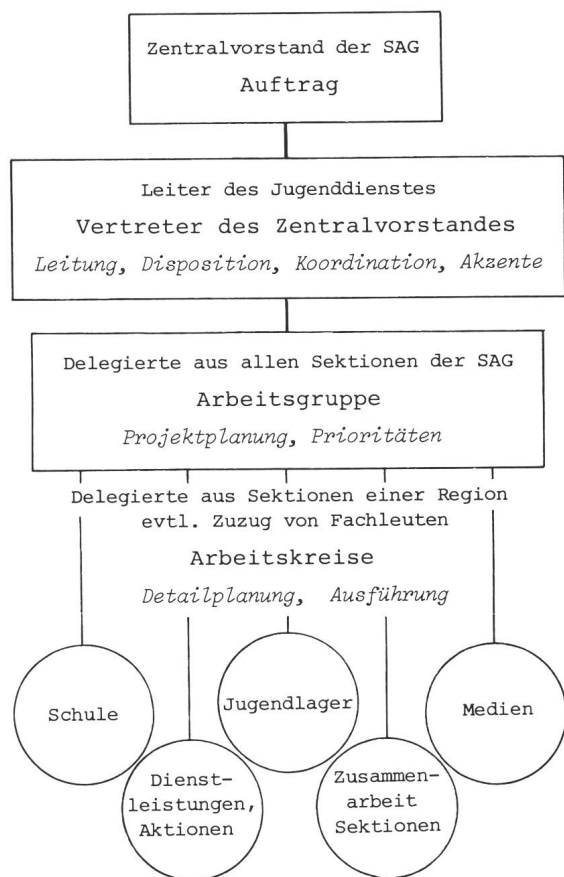 Zentralvorstand der SAG
Auftrag
Leiter des Jugenddienstes
Vertreter des Zentralvorstandes
Leitung, Disposition, Koordination, Akzente
Delegierte aus allen Sektionen der SAG
Arbeitsgruppe
Projektplanung, Prioritäten
Delegierte aus Sektionen einer Region
evtl. Zuzug von Fachleuten
Arbeitskreise
Detailplanung, Ausführung
Schule
Dienst-
leistungen,
Aktionen
Jugendlager
Zusammen-
arbeit
Sektionen
Medien